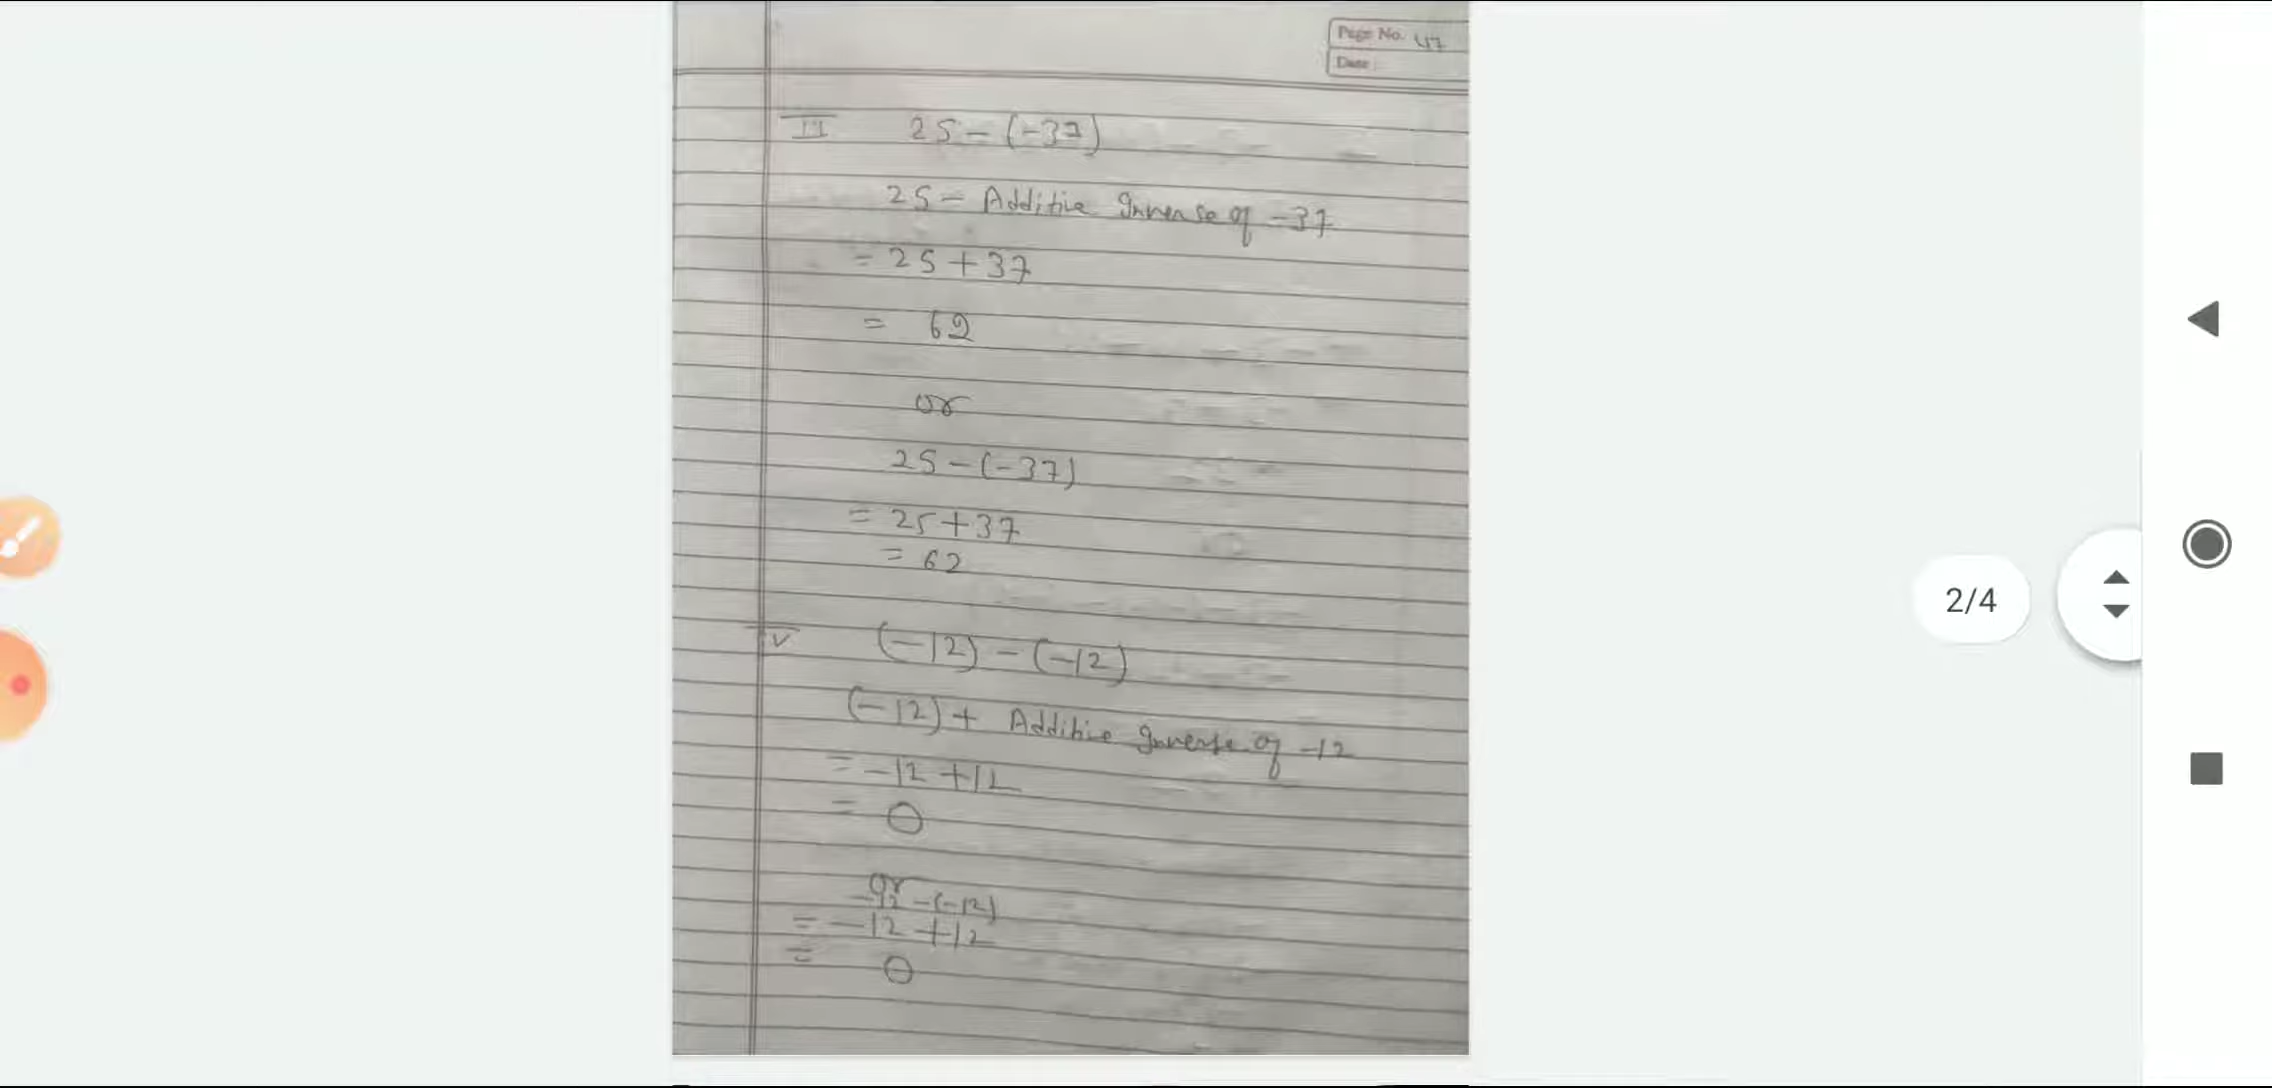 Page No. 47
Date:
III 25 - (-37)
25 - Additive Inverse of -37
= 25 + 37
= 62
or
25 - (-37)
= 25 + 37
= 62
IV (-12) - (-12)
(-12) + Additive Inverse of -12
= -12 + 12
= 0
or
-12 - (-12)
= -12 + 12
= 0
2/4